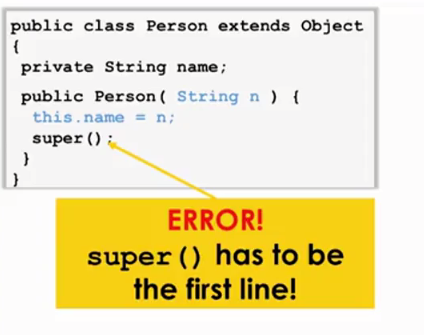 public class Person extends Object
{
private String name;
public Person( String n ) {
this.name = n;
super();
}
}
ERROR!
super() has to be
the first line!